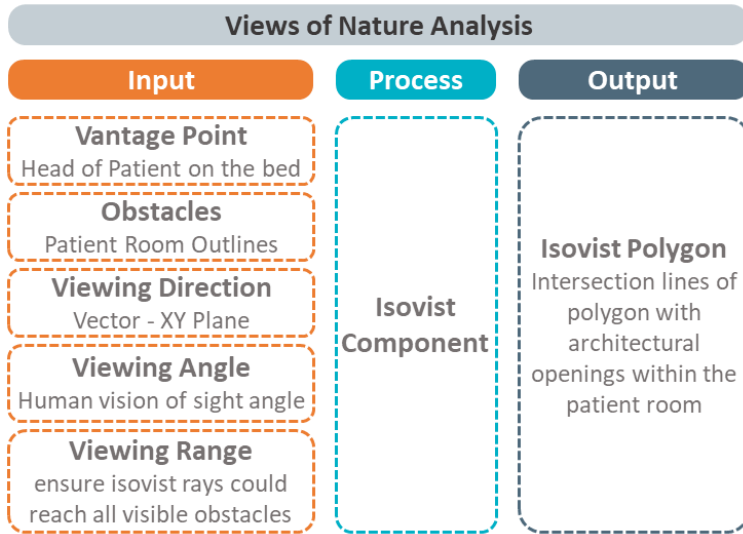 Views of Nature Analysis
Input
Process
Output
Vantage Point
Head of Patient on the bed
Obstacles
Patient Room Outlines
Viewing Direction
Vector - XY Plane
Viewing Angle
Human vision of sight angle
Viewing Range
ensure isovist rays could
reach all visible obstacles
Isovist
Component
Isovist Polygon
Intersection lines of
polygon with
architectural
openings within the
patient room